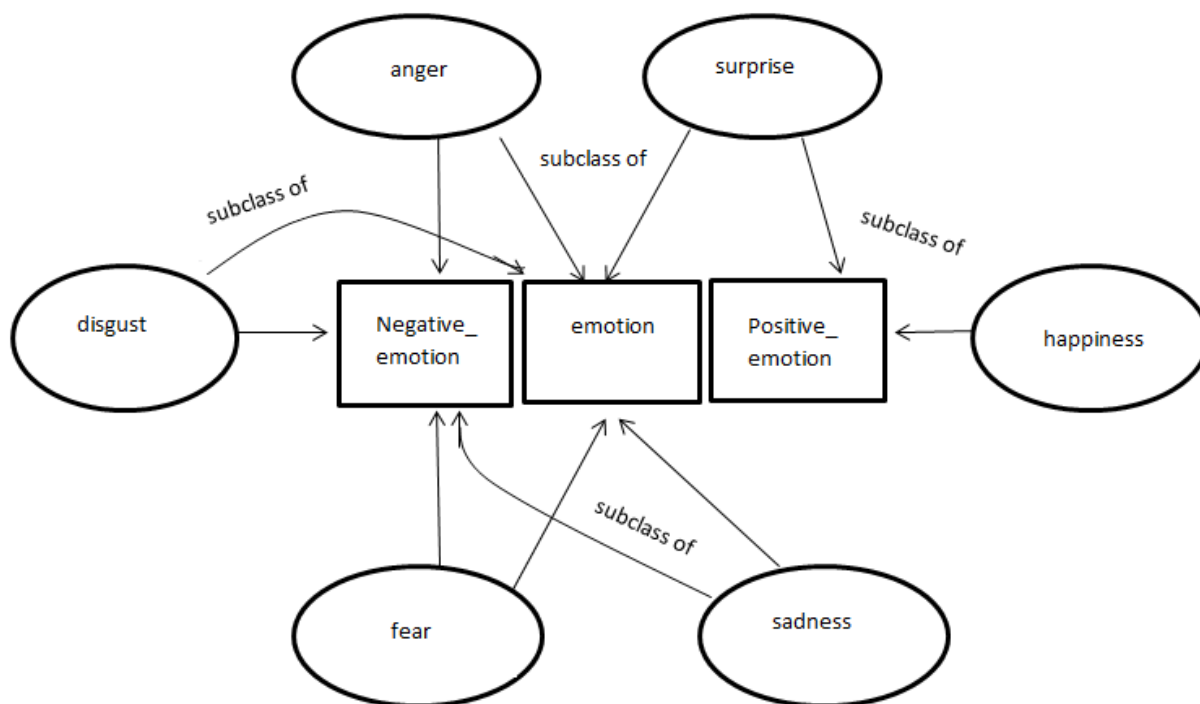 anger
surprise
subclass of
subclass of
subclass of
disgust
Negative_
emotion
emotion
Positive_
emotion
happiness
subclass of
fear
sadness